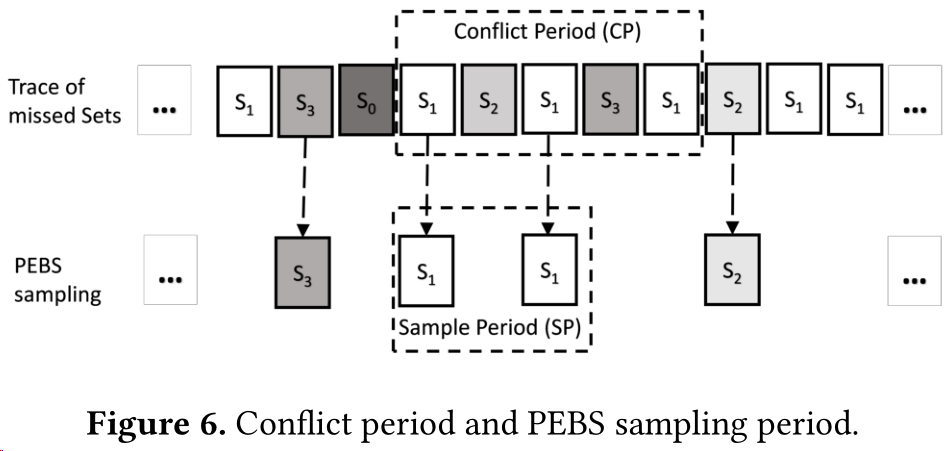 Conflict Period (CP)
Trace of
missed Sets
... S₁ S₃ S₀ S₁ S₂ S₁ S₃ S₁ S₂ S₁ S₁ ...
PEBS
sampling
... S₃ S₁ S₁ S₂ ...
Sample Period (SP)
Figure 6. Conflict period and PEBS sampling period.